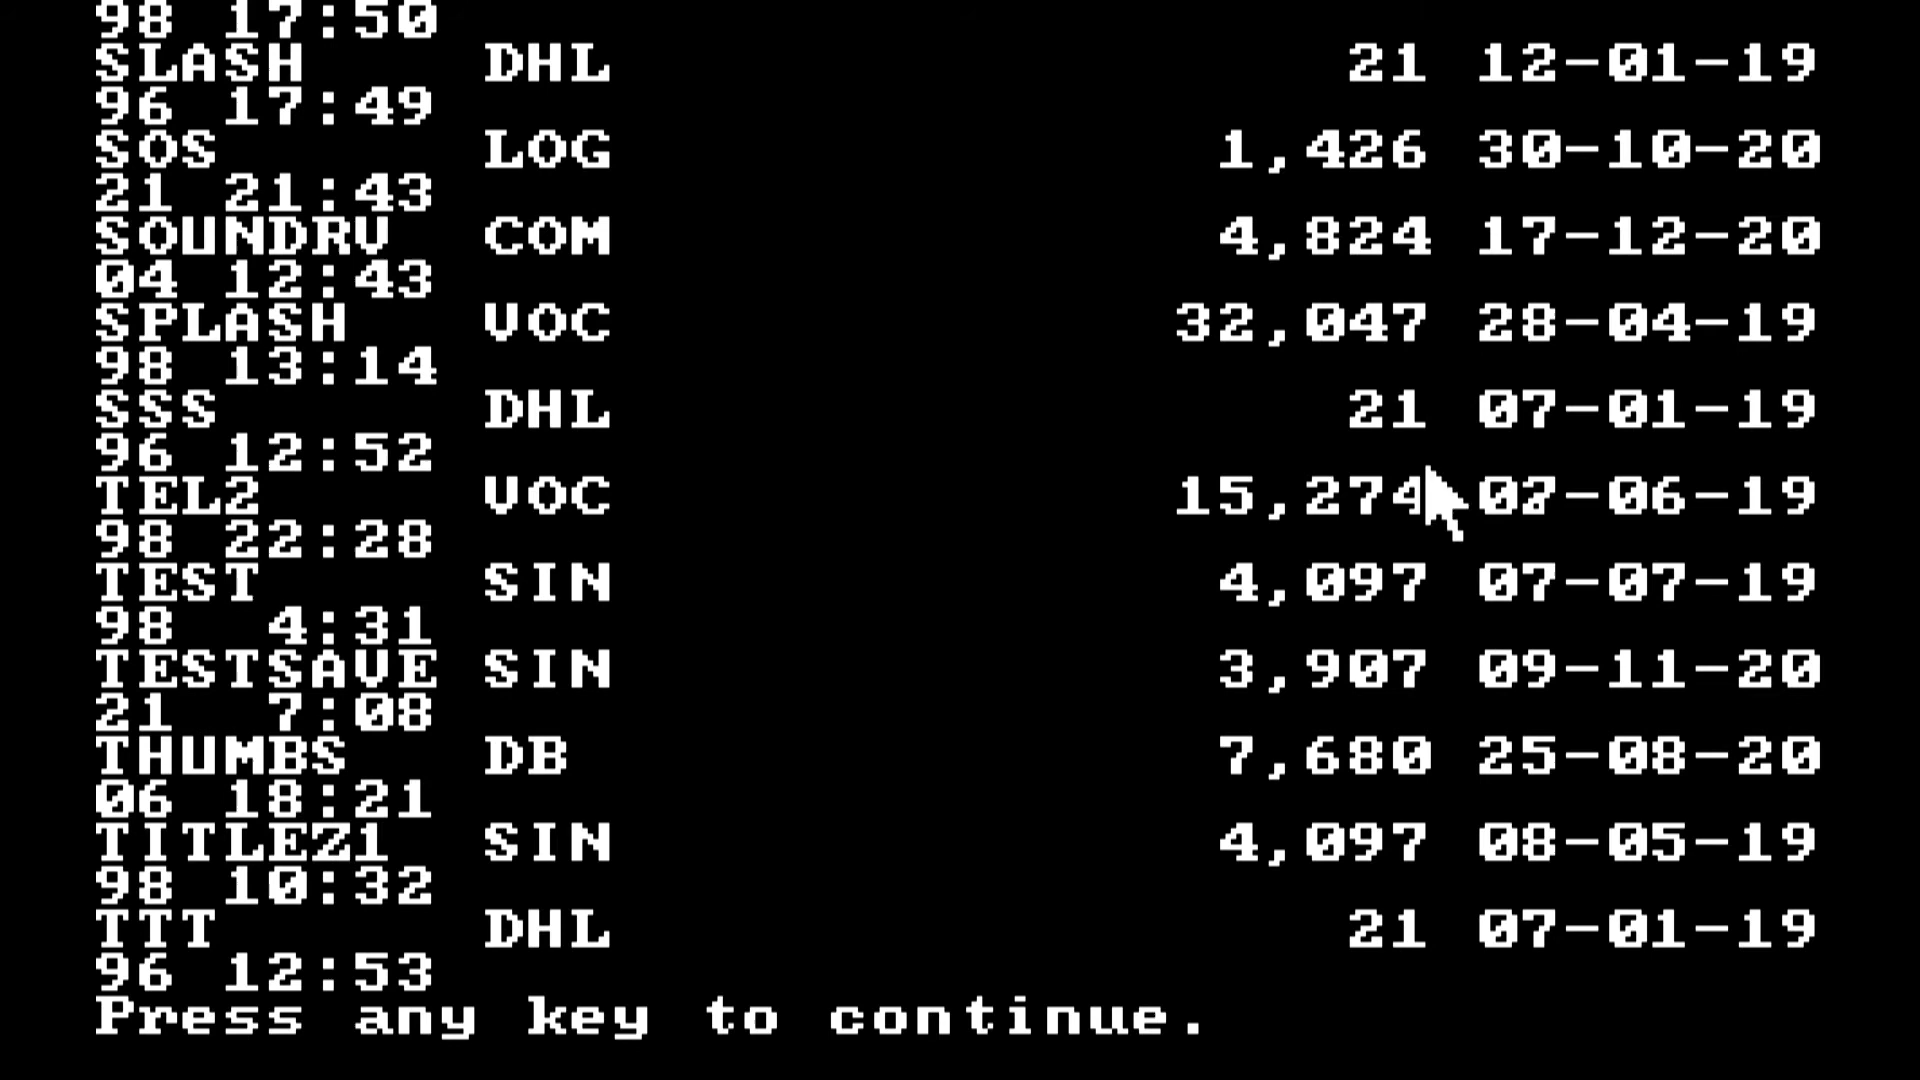 98 17:50
SLASH    DHL                 21 12-01-19
96 17:49
SOS      LOG              1,426 30-10-20
21 21:43
SOUNDRV  COM              4,824 17-12-20
04 12:43
SPLASH   VOC             32,047 28-04-19
98 13:14
SSS      DHL                 21 07-01-19
96 12:52
TEL2     VOC             15,274 02-06-19
98 22:28
TEST     SIN              4,097 07-07-19
98  4:31
TESTSAVE SIN              3,907 09-11-20
21  7:08
THUMBS   DB               7,680 25-08-20
06 18:21
TITLEZ1  SIN              4,097 08-05-19
98 10:32
TTT      DHL                 21 07-01-19
96 12:53
Press any key to continue.